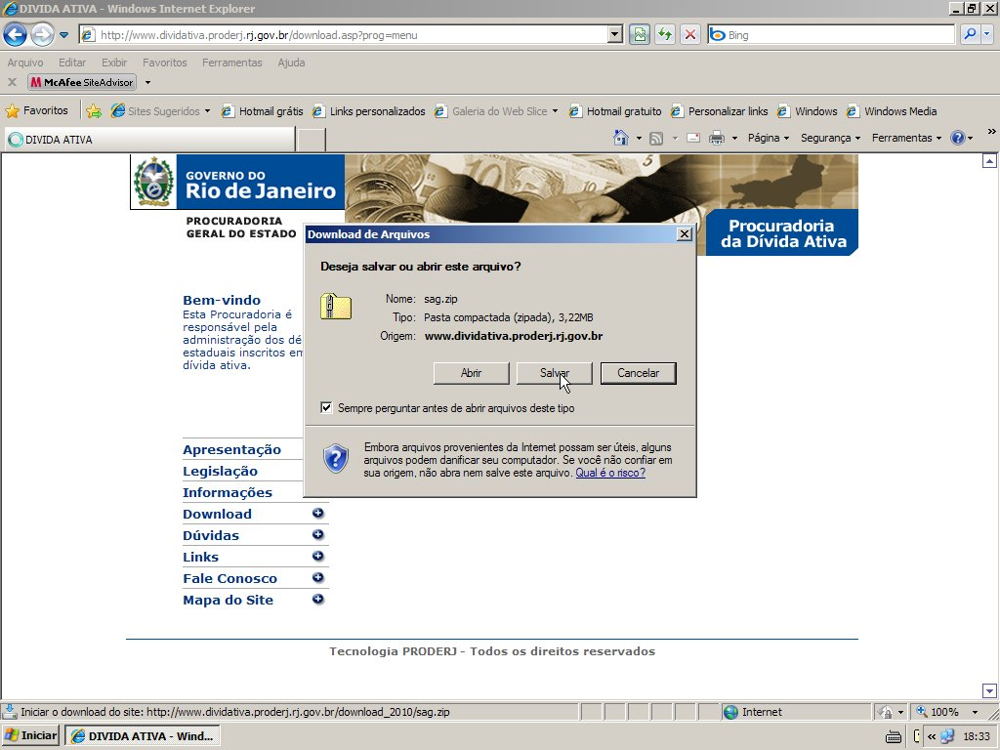 DIVIDA ATIVA - Windows Internet Explorer
http://www.dividativa.proderj.rj.gov.br/download.asp?prog=menu
Bing
Arquivo Editar Exibir Favoritos Ferramentas Ajuda
X McAfee SiteAdvisor
Favoritos Sites Sugeridos Hotmail grátis Links personalizados Galeria do Web Slice Hotmail gratuito Personalizar links Windows Windows Media
DIVIDA ATIVA Página Segurança Ferramentas
GOVERNO DO
Rio de Janeiro
PROCURADORIA
GERAL DO ESTADO
Procuradoria
da Dívida Ativa
Download de Arquivos
Deseja salvar ou abrir este arquivo?
Nome: sag.zip
Tipo: Pasta compactada (zipada), 3,22MB
Origem: www.dividativa.proderj.rj.gov.br
Abrir Salvar Cancelar
Sempre perguntar antes de abrir arquivos deste tipo
Embora arquivos provenientes da Internet possam ser úteis, alguns
arquivos podem danificar seu computador. Se você não confiar em
sua origem, não abra nem salve este arquivo. Qual é o risco?
Bem-vindo
Esta Procuradoria é
responsável pela
administração dos dé
estaduais inscritos em
dívida ativa.
Apresentação
Legislação
Informações
Download
Dúvidas
Links
Fale Conosco
Mapa do Site
Tecnologia PRODERJ - Todos os direitos reservados
Iniciar o download do site: http://www.dividativa.proderj.rj.gov.br/download_2010/sag.zip Internet 100%
Iniciar DIVIDA ATIVA - Wind... 18:33